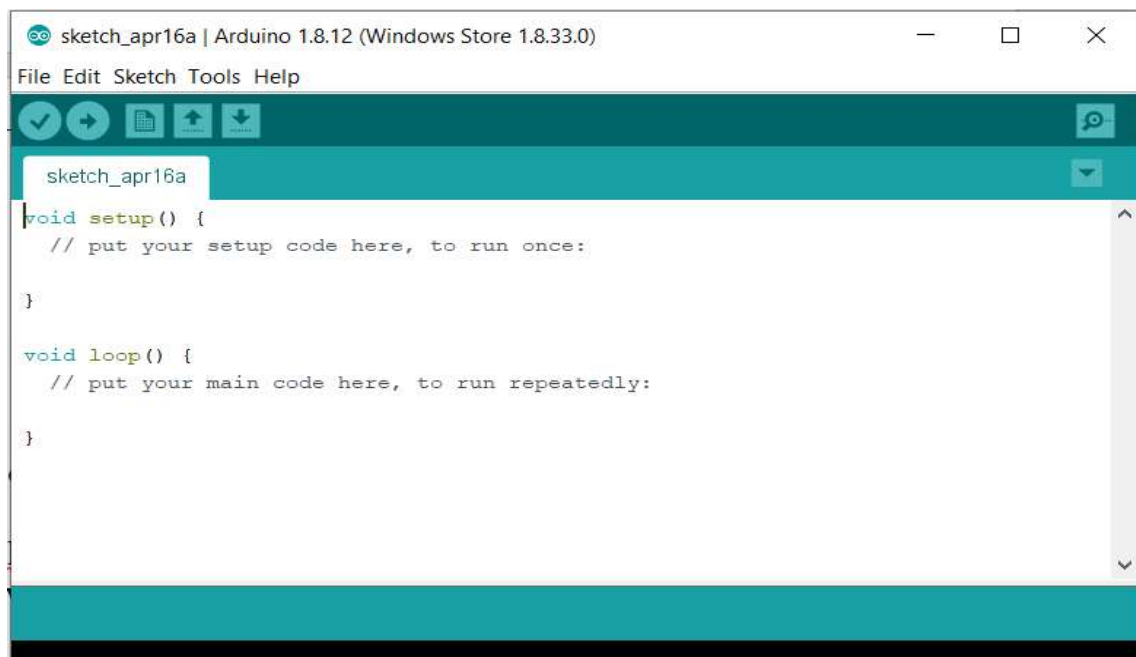 sketch_apr16a | Arduino 1.8.12 (Windows Store 1.8.33.0)
File Edit Sketch Tools Help
sketch_apr16a
void setup() {
  // put your setup code here, to run once:
}
void loop() {
  // put your main code here, to run repeatedly:
}